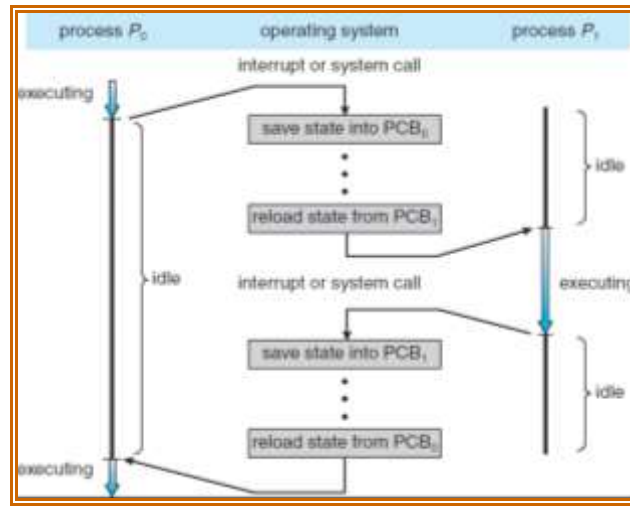 process P₀ operating system process P₁
interrupt or system call
executing
save state into PCB₀
idle
reload state from PCB₁
idle
interrupt or system call
executing
save state into PCB₁
idle
reload state from PCB₀
executing